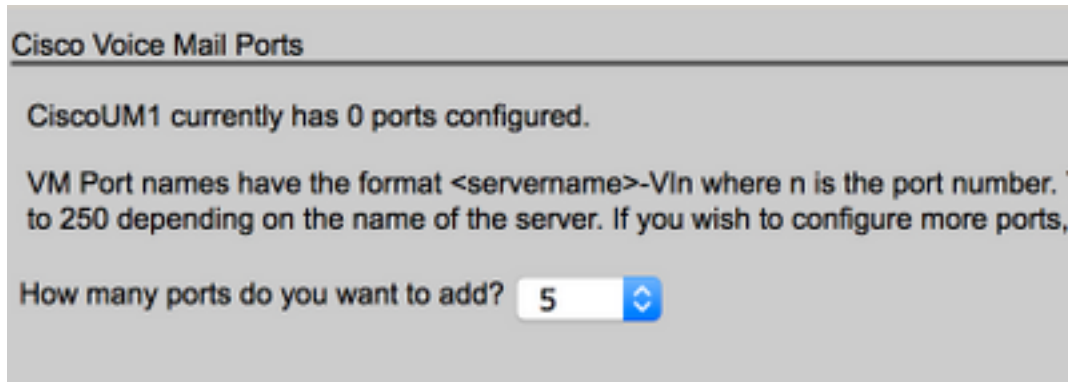 Cisco Voice Mail Ports
CiscoUM1 currently has 0 ports configured.
VM Port names have the format <servername>-VIn where n is the port number.
to 250 depending on the name of the server. If you wish to configure more ports,
How many ports do you want to add? 5